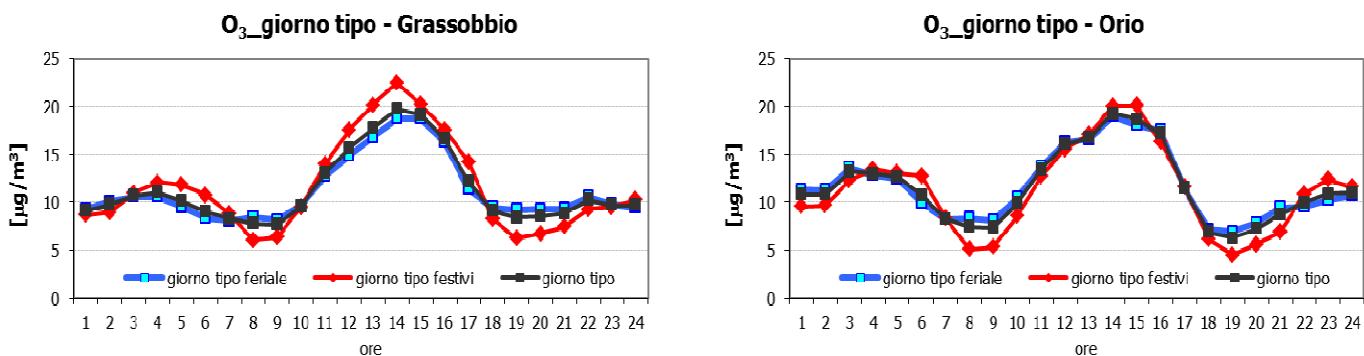 O₃_giorno tipo - Grassobbio
25
20
15
10
5
0
[µg/m³]
giorno tipo feriale
giorno tipo festivi
giorno tipo
1 2 3 4 5 6 7 8 9 10 11 12 13 14 15 16 17 18 19 20 21 22 23 24
ore
O₃_giorno tipo - Orio
25
20
15
10
5
0
[µg/m³]
giorno tipo feriale
giorno tipo festivi
giorno tipo
1 2 3 4 5 6 7 8 9 10 11 12 13 14 15 16 17 18 19 20 21 22 23 24
ore